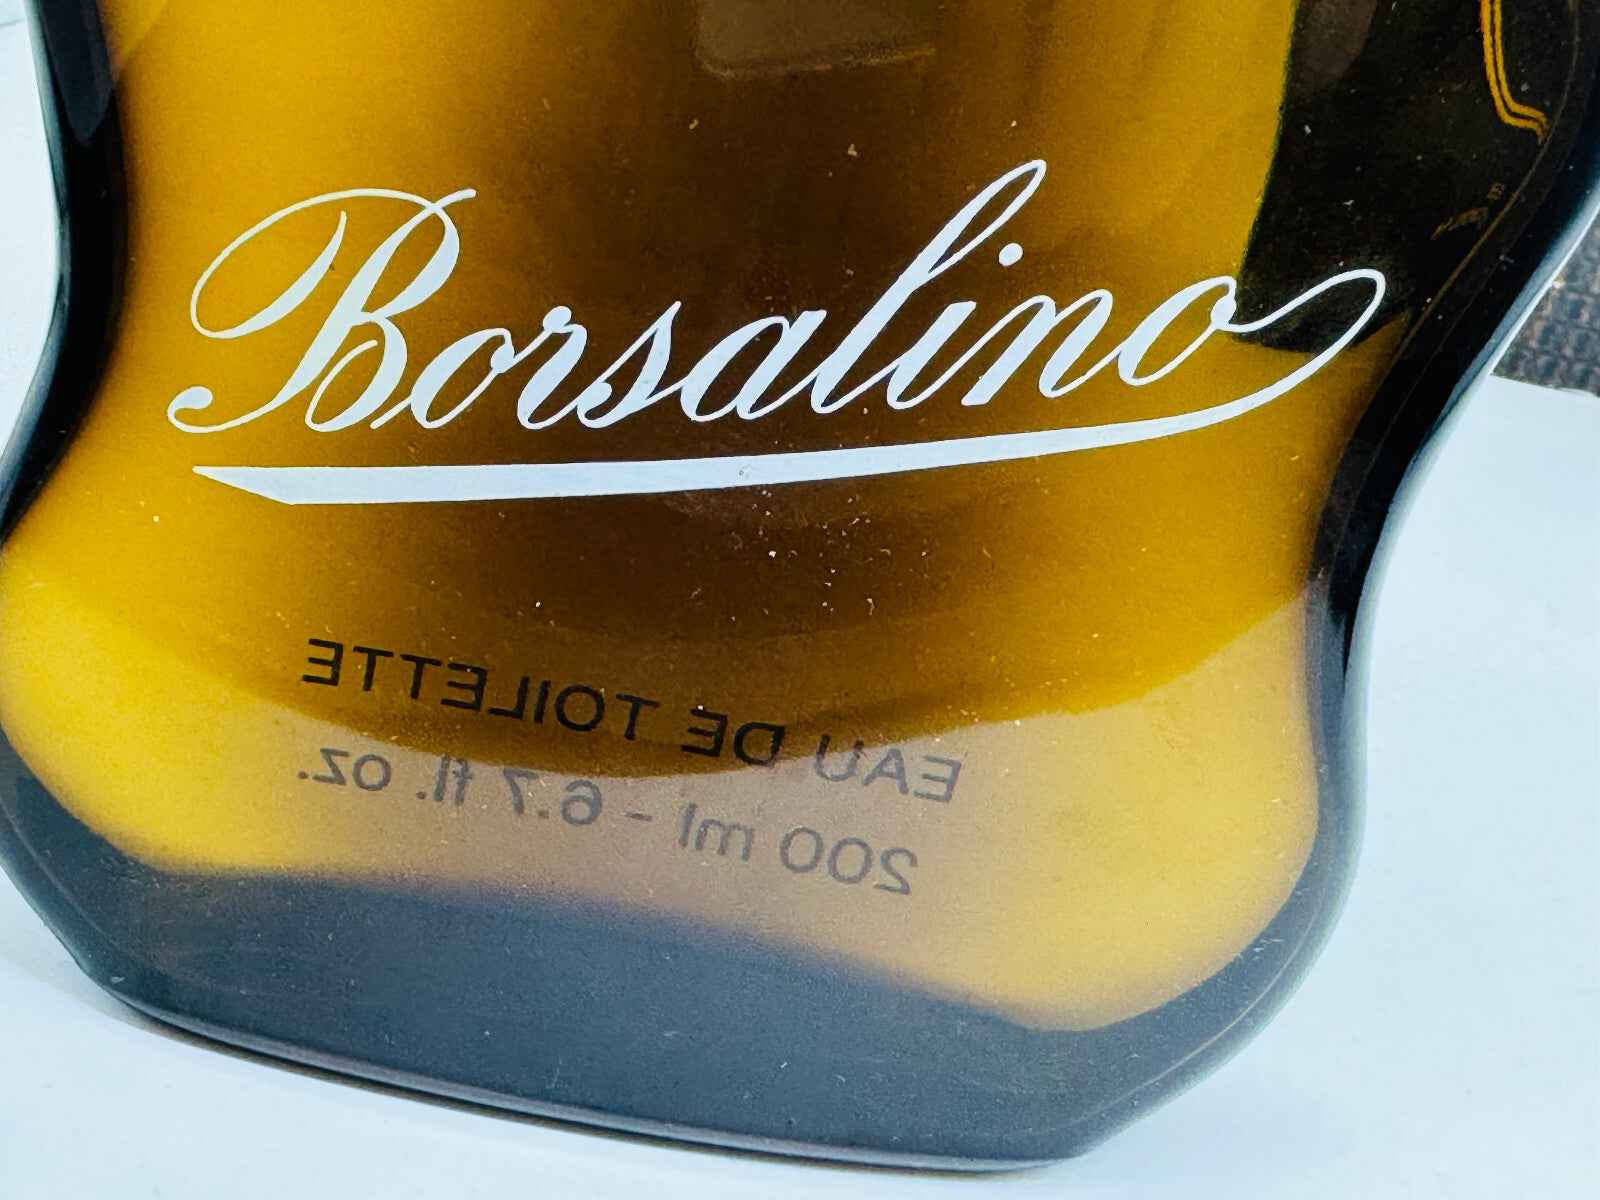 Borsalino
EAU DE TOILETTE
200 ml - 6.7 fl. oz.